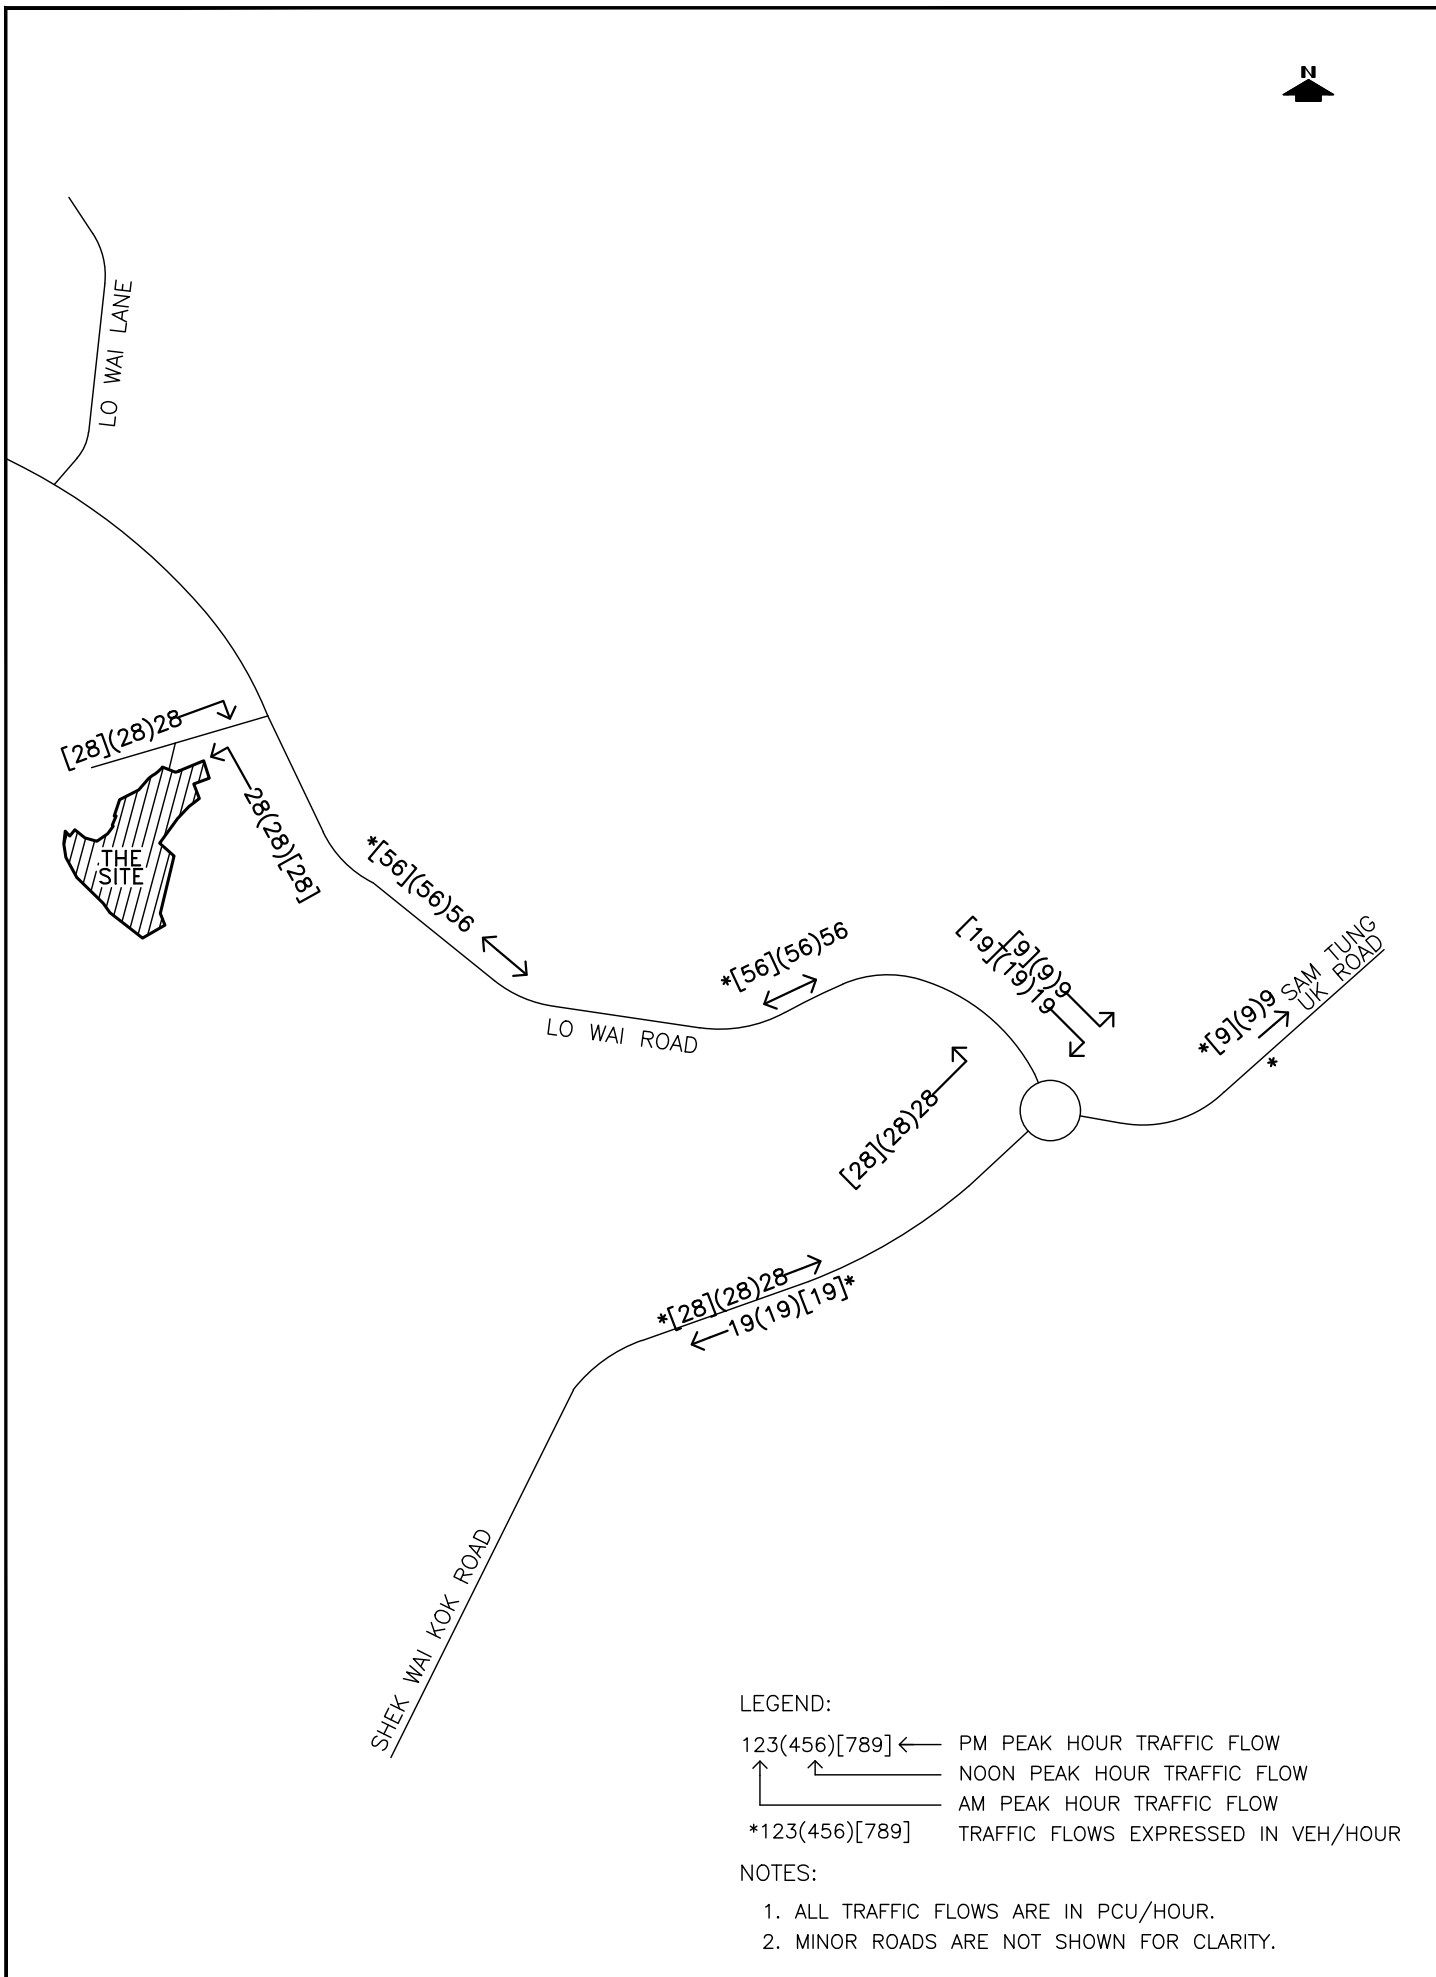 N
LO WAI LANE
[28](28)28
28(28)[28]
THE
SITE
*[56](56)56
*[56](56)56
LO WAI ROAD
[9](9)9
[19](19)19
*[9](9)9
SAM TUNG
UK ROAD
*
[28](28)28
*[28](28)28
19(19)[19]*
SHEK WAI KOK ROAD
LEGEND:
123(456)[789] PM PEAK HOUR TRAFFIC FLOW
NOON PEAK HOUR TRAFFIC FLOW
AM PEAK HOUR TRAFFIC FLOW
*123(456)[789] TRAFFIC FLOWS EXPRESSED IN VEH/HOUR
NOTES:
1. ALL TRAFFIC FLOWS ARE IN PCU/HOUR.
2. MINOR ROADS ARE NOT SHOWN FOR CLARITY.